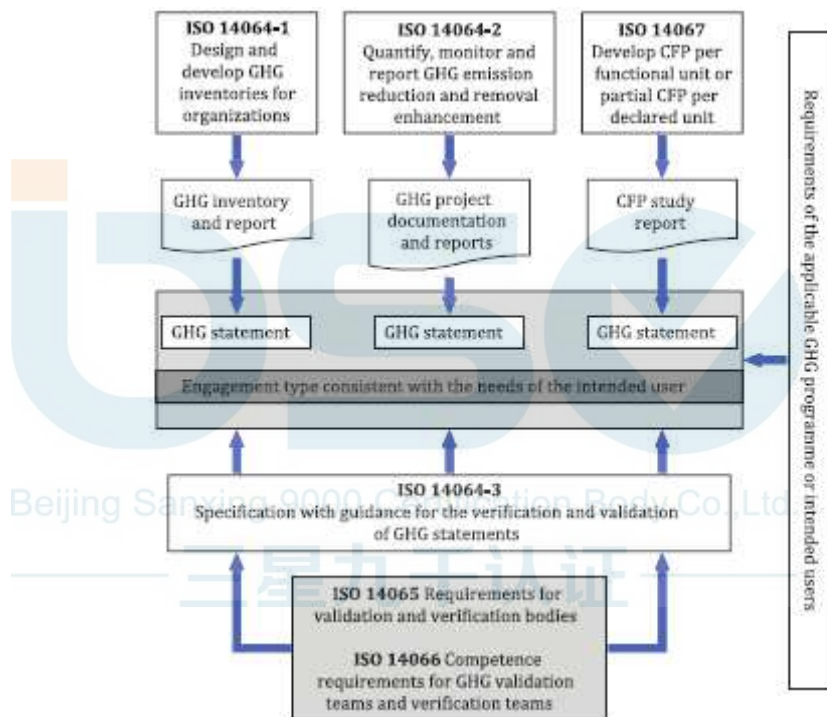 ISO 14064-1
Design and
develop GHG
inventories for
organizations
ISO 14064-2
Quantify, monitor and
report GHG emission
reduction and removal
enhancement
ISO 14067
Develop CFP per
functional unit or
partial CFP per
declared unit
GHG inventory
and report
GHG project
documentation
and reports
CFP study
report
GHG statement
GHG statement
GHG statement
Engagement type consistent with the needs of the intended user
ISO 14064-3
Specification with guidance for the verification and validation
of GHG statements
ISO 14065 Requirements for
validation and verification bodies
ISO 14066 Competence
requirements for GHG validation
teams and verification teams
Requirements of the applicable GHG programme or intended users
Beijing Sanxing 9000 Certification Body Co.,Ltd.
三星九千认证